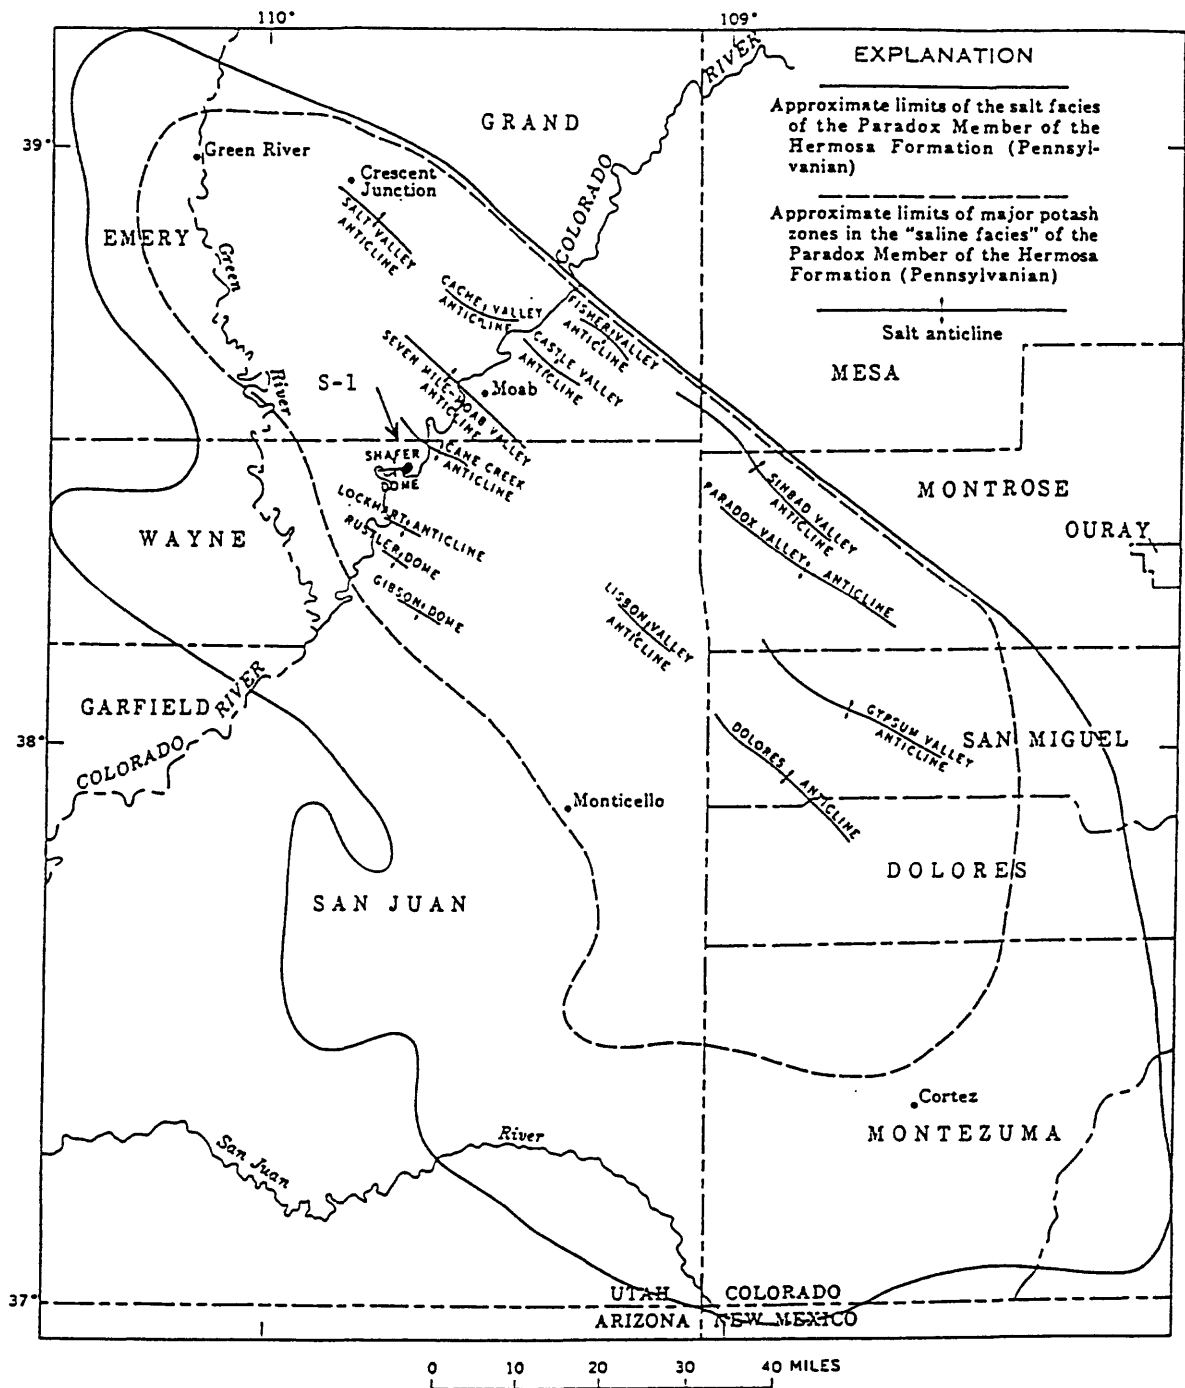 110°
109°
EXPLANATION
Approximate limits of the salt facies
of the Paradox Member of the
Hermosa Formation (Pennsyl-
vanian)
Approximate limits of major potash
zones in the "saline facies" of the
Paradox Member of the Hermosa
Formation (Pennsylvanian)
Salt anticline
39°
GRAND
COLORADO
RIVER
Green River
Crescent
Junction
SALT VALLEY
ANTICLINE
EMERY
Green
River
CACHE VALLEY
ANTICLINE
FISHER VALLEY
ANTICLINE
CASTLE VALLEY
ANTICLINE
SEVEN MILE-MOAB VALLEY
ANTICLINE
Moab
S-1
MESA
SHAFER
DOME
CANE CREEK
ANTICLINE
LOCKHART ANTICLINE
RUSTLER DOME
GIBSON DOME
WAYNE
SINBAD VALLEY
ANTICLINE
PARADOX VALLEY ANTICLINE
MONTROSE
OURAY
LISBON VALLEY
ANTICLINE
GARFIELD
COLORADO
RIVER
38°
GYPSUM VALLEY
ANTICLINE
SAN MIGUEL
DOLORES ANTICLINE
Monticello
DOLORES
SAN JUAN
Cortez
MONTEZUMA
San Juan
River
37°
UTAH
COLORADO
ARIZONA
NEW MEXICO
0 10 20 30 40 MILES